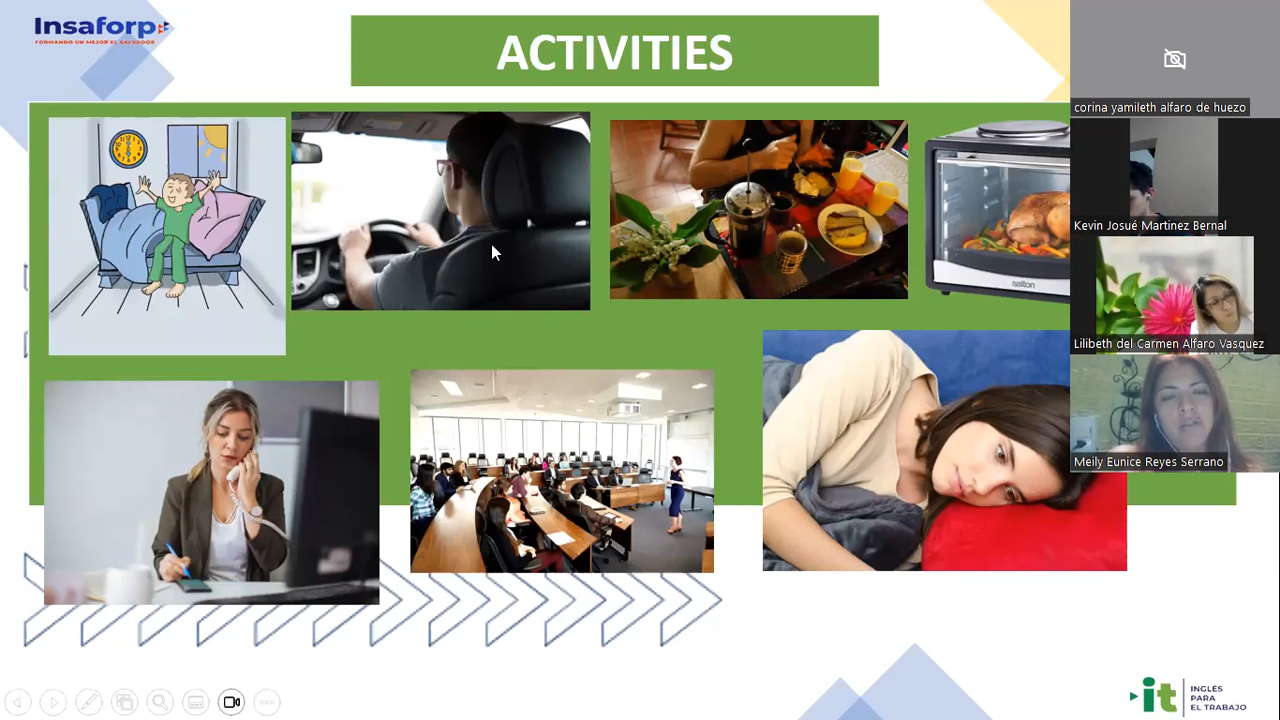 Insaforp
FORMANDO UN MEJOR EL SALVADOR
ACTIVITIES
corina yamileth alfaro de huezo
Kevin Josué Martinez Bernal
Lilibeth del Carmen Alfaro Vasquez
Meily Eunice Reyes Serrano
salton
it
INGLÉS
PARA
EL TRABAJO